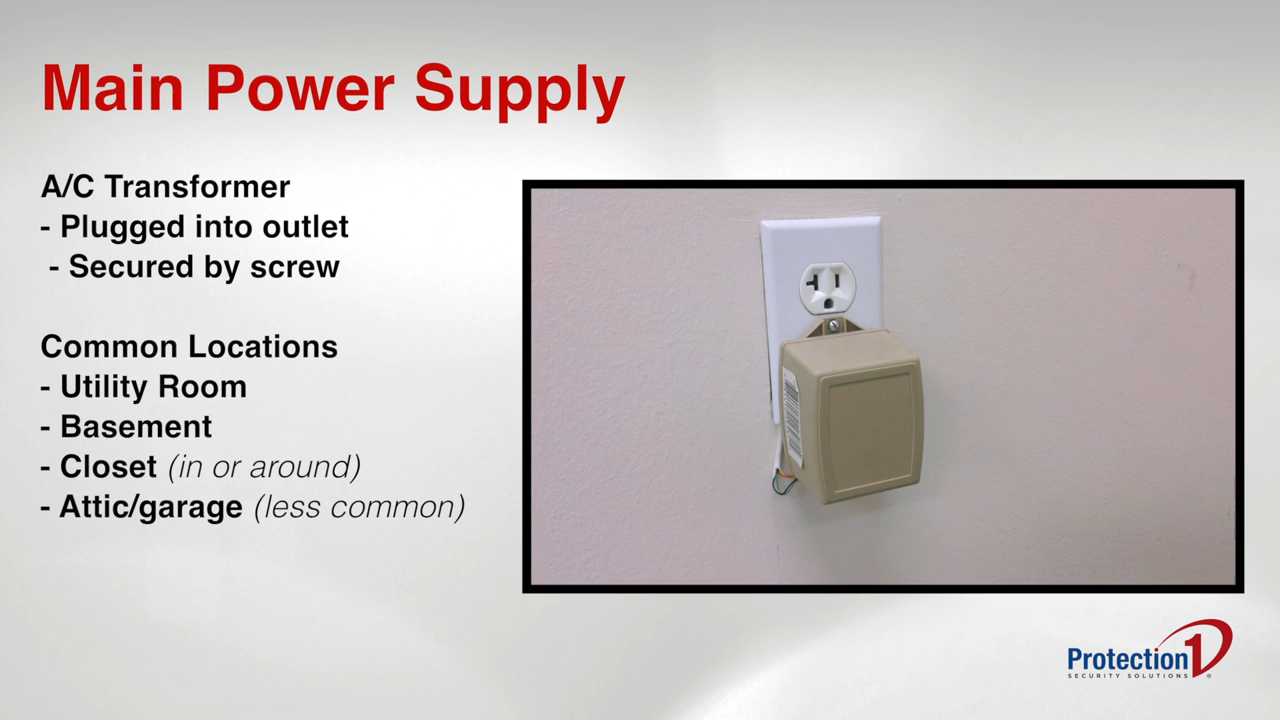 Main Power Supply
A/C Transformer
- Plugged into outlet
- Secured by screw
Common Locations
- Utility Room
- Basement
- Closet (in or around)
- Attic/garage (less common)
Protection1
SECURITY SOLUTIONS ®